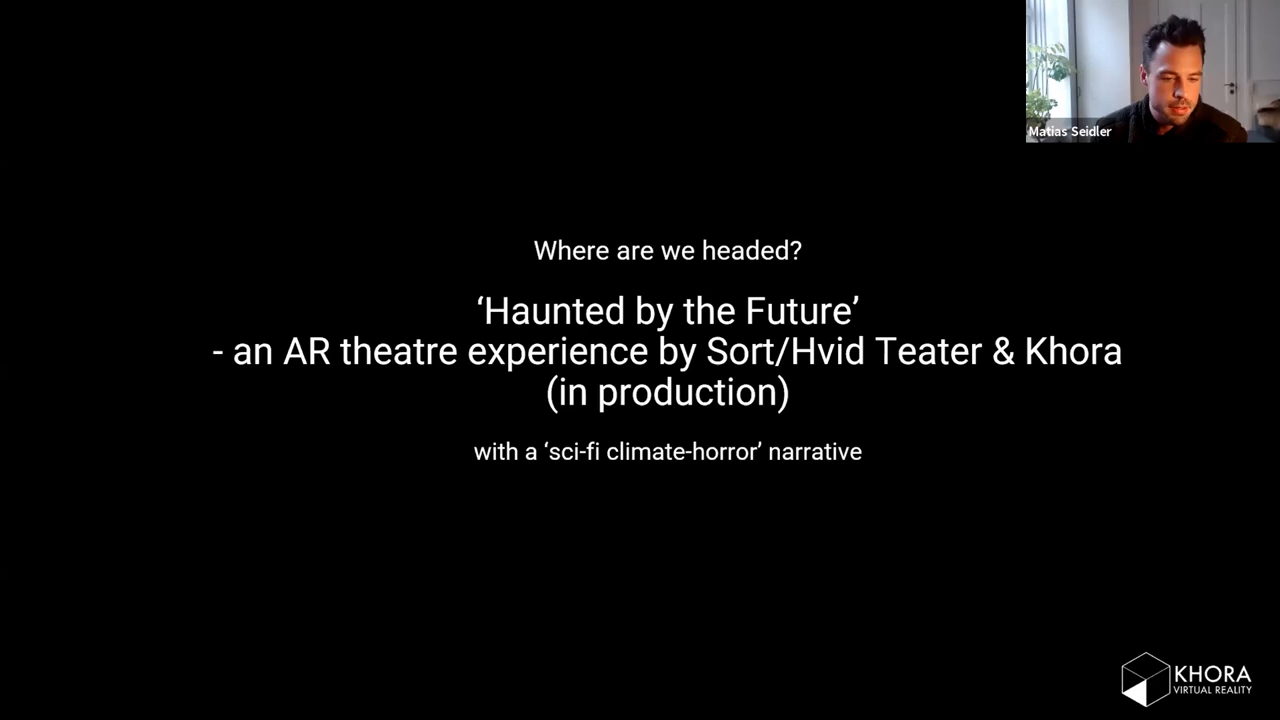 Matias Seidler
Where are we headed?
‘Haunted by the Future’
- an AR theatre experience by Sort/Hvid Teater & Khora
(in production)
with a ‘sci-fi climate-horror’ narrative
KHORA
VIRTUAL REALITY